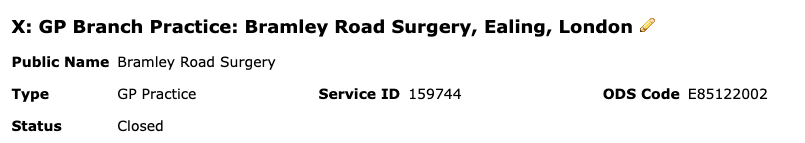 X: GP Branch Practice: Bramley Road Surgery, Ealing, London
Public Name Bramley Road Surgery
Type GP Practice Service ID 159744 ODS Code E85122002
Status Closed